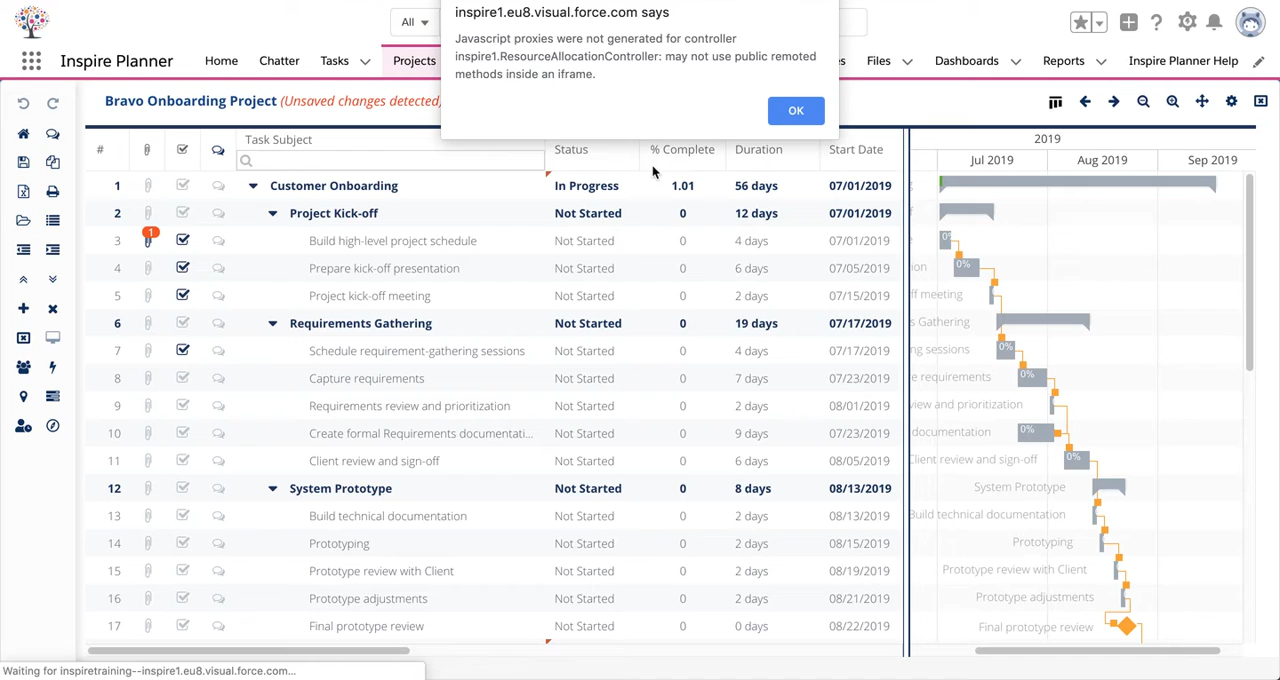 inspire1.eu8.visual.force.com says
Javascript proxies were not generated for controller
inspire1.ResourceAllocationController: may not use public remoted
methods inside an iframe.
OK
All
Inspire Planner
Home
Chatter
Tasks
Projects
Files
Dashboards
Reports
Inspire Planner Help
Bravo Onboarding Project (Unsaved changes detected)
# Task Subject Status % Complete Duration Start Date
2019
Jul 2019 Aug 2019 Sep 2019
1 Customer Onboarding In Progress 1.01 56 days 07/01/2019
2 Project Kick-off Not Started 0 12 days 07/01/2019
1
3 Build high-level project schedule Not Started 0 4 days 07/01/2019
4 Prepare kick-off presentation Not Started 0 6 days 07/05/2019 0%
5 Project kick-off meeting Not Started 0 2 days 07/15/2019 meeting
6 Requirements Gathering Not Started 0 19 days 07/17/2019 s Gathering
7 Schedule requirement-gathering sessions Not Started 0 4 days 07/17/2019 ng sessions 0%
8 Capture requirements Not Started 0 7 days 07/23/2019 requirements 0%
9 Requirements review and prioritization Not Started 0 2 days 08/01/2019 view and prioritization
10 Create formal Requirements documentati... Not Started 0 9 days 07/23/2019 documentation 0%
11 Client review and sign-off Not Started 0 6 days 08/05/2019 Client review and sign-off 0%
12 System Prototype Not Started 0 8 days 08/13/2019 System Prototype
13 Build technical documentation Not Started 0 2 days 08/13/2019 Build technical documentation
14 Prototyping Not Started 0 2 days 08/15/2019 Prototyping
15 Prototype review with Client Not Started 0 2 days 08/19/2019 Prototype review with Client
16 Prototype adjustments Not Started 0 2 days 08/21/2019 Prototype adjustments
17 Final prototype review Not Started 0 0 days 08/22/2019 Final prototype review
Waiting for inspiretraining--inspire1.eu8.visual.force.com...